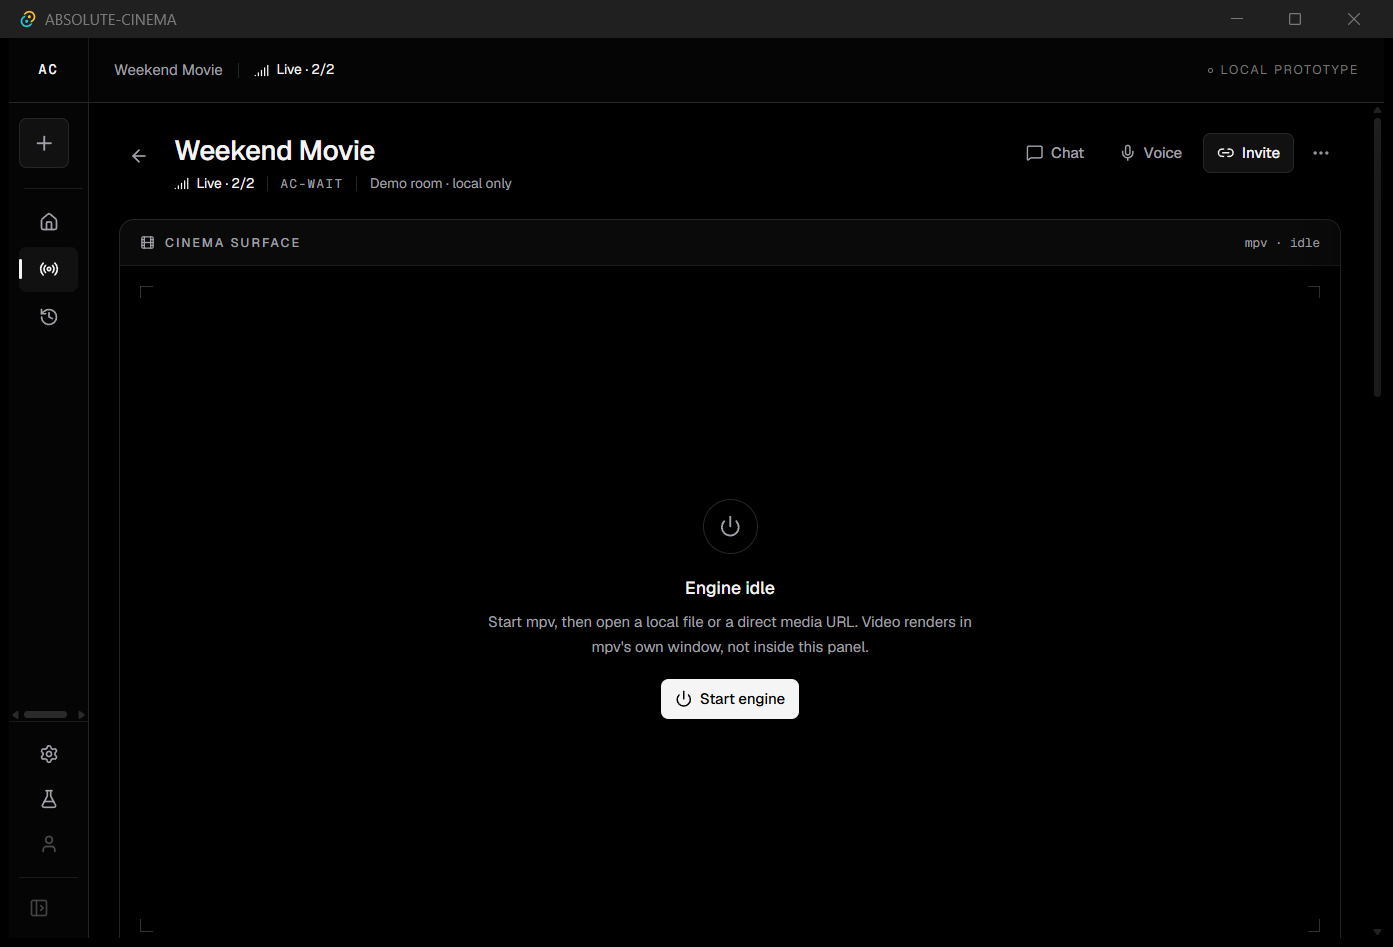 ABSOLUTE-CINEMA
AC
Weekend Movie
Live · 2/2
LOCAL PROTOTYPE
Weekend Movie
Live · 2/2
AC-WAIT
Demo room · local only
Chat
Voice
Invite
CINEMA SURFACE
mpv · idle
Engine idle
Start mpv, then open a local file or a direct media URL. Video renders in
mpv's own window, not inside this panel.
Start engine